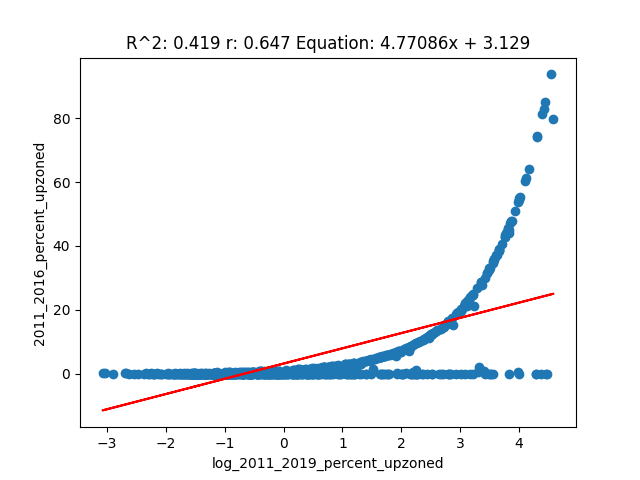 R^2: 0.419 r: 0.647 Equation: 4.77086x + 3.129
80
60
40
20
0
2011_2016_percent_upzoned
−3 −2 −1 0 1 2 3 4
log_2011_2019_percent_upzoned